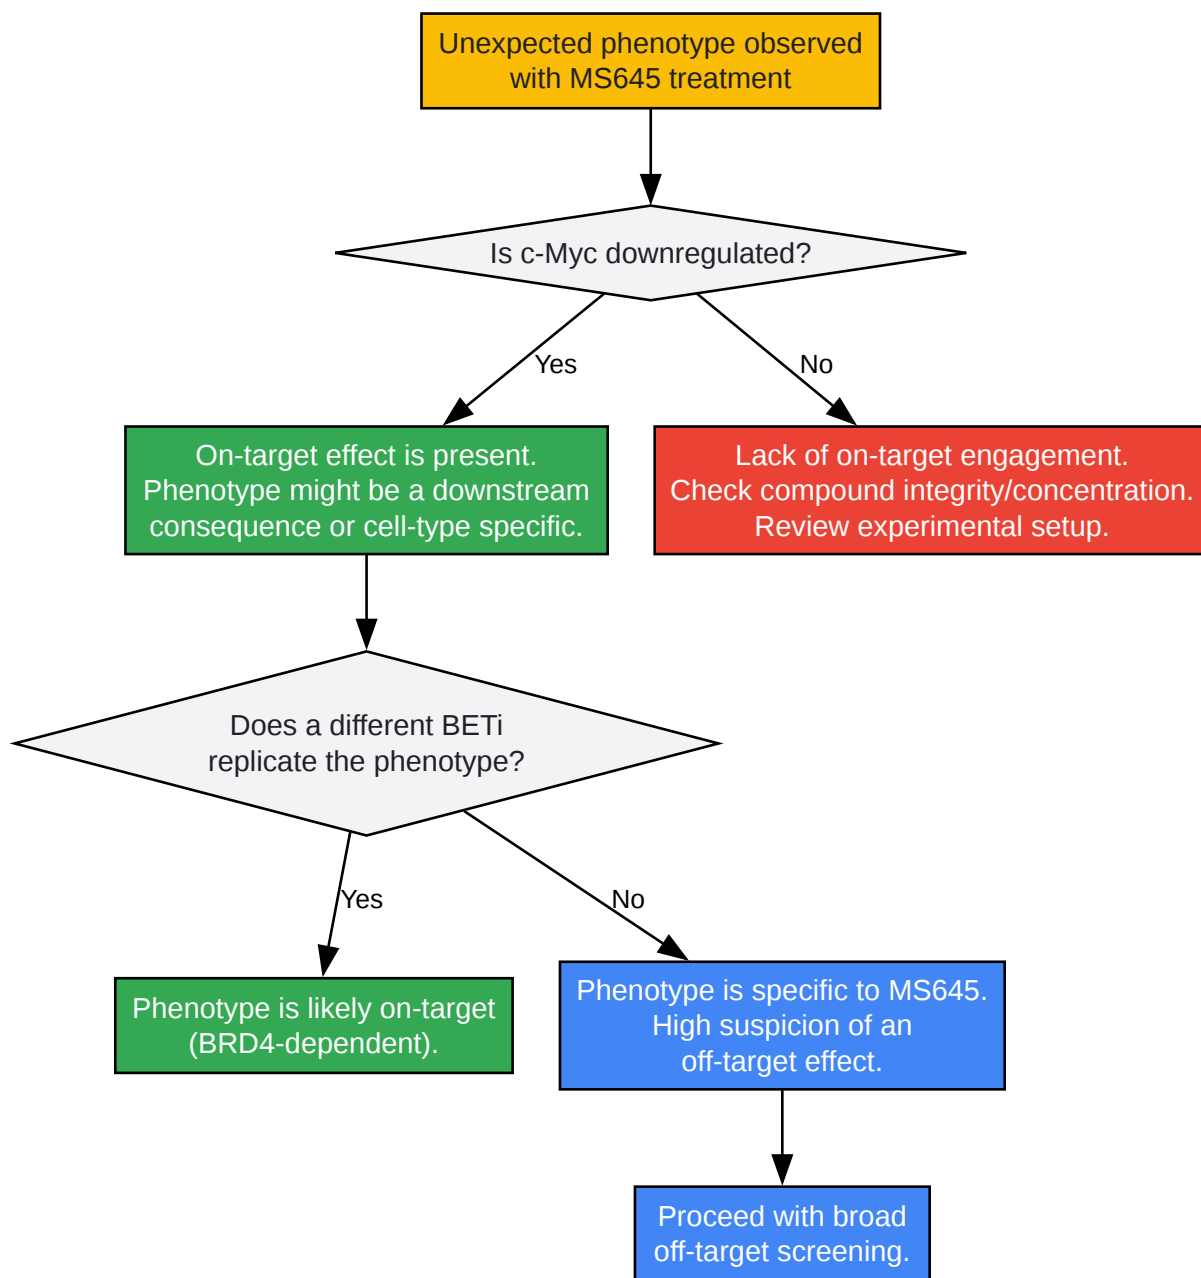 Unexpected phenotype observed
with MS645 treatment
Is c-Myc downregulated?
Yes
No
On-target effect is present.
Phenotype might be a downstream
consequence or cell-type specific.
Lack of on-target engagement.
Check compound integrity/concentration.
Review experimental setup.
Does a different BETi
replicate the phenotype?
Yes
No
Phenotype is likely on-target
(BRD4-dependent).
Phenotype is specific to MS645.
High suspicion of an
off-target effect.
Proceed with broad
off-target screening.